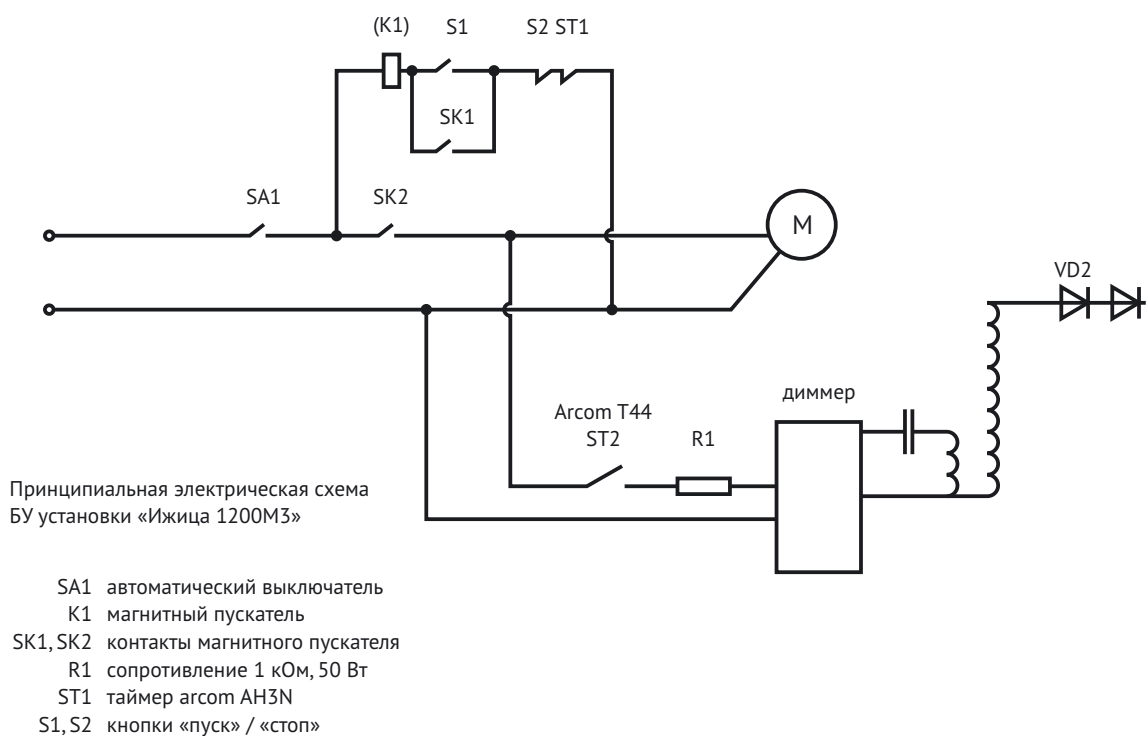 (K1) S1 S2 ST1
SK1
SA1 SK2
M
VD2
диммер
Arcom T44
ST2 R1
Принципиальная электрическая схема
БУ установки «Ижица 1200М3»
SA1 автоматический выключатель
K1 магнитный пускатель
SK1, SK2 контакты магнитного пускателя
R1 сопротивление 1 кОм, 50 Вт
ST1 таймер arcom AH3N
S1, S2 кнопки «пуск» / «стоп»